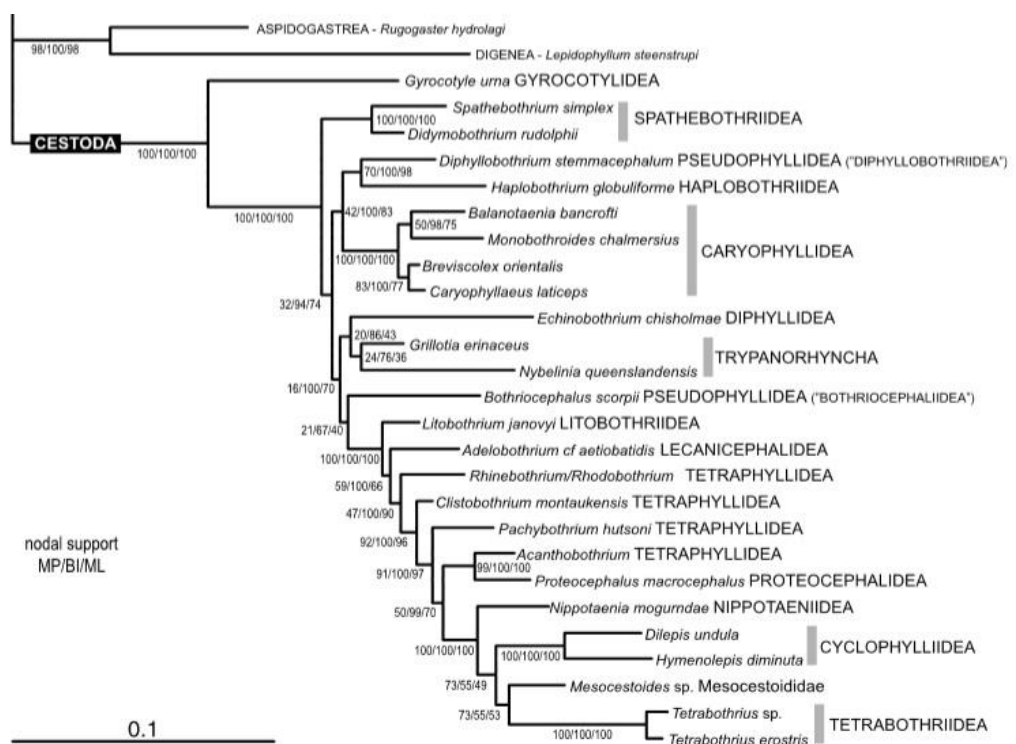 ASPIDOGASTREA - Rugogaster hydrolagi
98/100/98
DIGENEA - Lepidophyllum steenstrupi
Gyrocotyle urna GYROCOTYLIDEA
Spathebothrium simplex
100/100/100
SPATHEBOTHRIIDEA
Didymobothrium rudolphii
CESTODA
100/100/100
Diphyllobothrium stemmacephalum PSEUDOPHYLLIDEA ("DIPHYLLOBOTHRIIDEA")
70/100/98
Haplobothrium globuliforme HAPLOBOTHRIIDEA
100/100/100
42/100/83
Balanotaenia bancrofti
50/98/75
Monobothroides chalmersius
CARYOPHYLLIDEA
100/100/100
Breviscolex orientalis
83/100/77
Caryophyllaeus laticeps
32/94/74
Echinobothrium chisholmae DIPHYLLIDEA
20/86/43
Grillotia erinaceus
24/76/36
TRYPANORHYNCHA
Nybelinia queenslandensis
16/100/70
Bothriocephalus scorpii PSEUDOPHYLLIDEA ("BOTHRIOCEPHALIIDEA")
21/67/40
Litobothrium janovyi LITOBOTHRIIDEA
100/100/100
Adelobothrium cf aetiobatidis LECANICEPHALIDEA
Rhinebothrium/Rhodobothrium TETRAPHYLLIDEA
59/100/66
Clistobothrium montaukensis TETRAPHYLLIDEA
47/100/90
Pachybothrium hutsoni TETRAPHYLLIDEA
92/100/96
nodal support
MP/BI/ML
Acanthobothrium TETRAPHYLLIDEA
99/100/100
91/100/97
Proteocephalus macrocephalus PROTEOCEPHALIDEA
Nippotaenia mogurndae NIPPOTAENIIDEA
50/99/70
Dilepis undula
100/100/100
100/100/100
CYCLOPHYLLIIDEA
Hymenolepis diminuta
73/55/49
Mesocestoides sp. Mesocestoididae
73/55/53
Tetrabothrius sp.
0.1
100/100/100
TETRABOTHRIIDEA
Tetrabothrius erostris